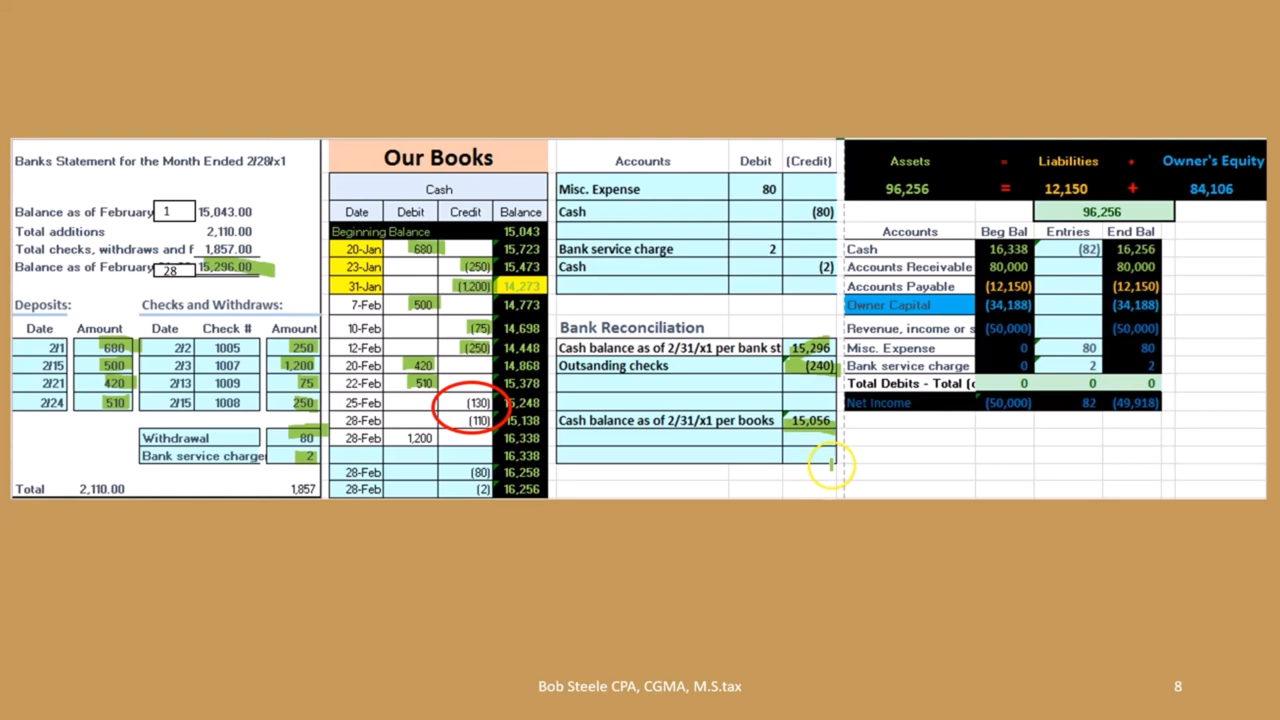 Banks Statement for the Month Ended 2/28/x1
Balance as of February 1 15,043.00
Total additions 2,110.00
Total checks, withdraws and f 1,857.00
Balance as of February 28 15,296.00
Deposits: Checks and Withdraws:
Date Amount Date Check # Amount
2/1 680 2/2 1005 250
2/15 500 2/3 1007 1,200
2/21 420 2/13 1009 75
2/24 510 2/15 1008 250
Withdrawal 80
Bank service charge 2
Total 2,110.00 1,857
Our Books
Cash
Date Debit Credit Balance
Beginning Balance 15,043
20-Jan 680 15,723
23-Jan (250) 15,473
31-Jan (1,200) 14,273
7-Feb 500 14,773
10-Feb (75) 14,698
12-Feb (250) 14,448
20-Feb 420 14,868
22-Feb 510 15,378
25-Feb (130) 15,248
28-Feb (110) 15,138
28-Feb 1,200 16,338
16,338
28-Feb (80) 16,258
28-Feb (2) 16,256
Accounts Debit (Credit)
Misc. Expense 80
Cash (80)
Bank service charge 2
Cash (2)
Bank Reconciliation
Cash balance as of 2/31/x1 per bank st 15,296
Outsanding checks (240)
Cash balance as of 2/31/x1 per books 15,056
Assets = Liabilities + Owner's Equity
96,256 = 12,150 + 84,106
96,256
Accounts Beg Bal Entries End Bal
Cash 16,338 (82) 16,256
Accounts Receivable 80,000 80,000
Accounts Payable (12,150) (12,150)
Owner Capital (34,188) (34,188)
Revenue, income or s (50,000) (50,000)
Misc. Expense 0 80 80
Bank service charge 0 2 2
Total Debits - Total (c 0 0 0
Net Income (50,000) 82 (49,918)
Bob Steele CPA, CGMA, M.S.tax
8